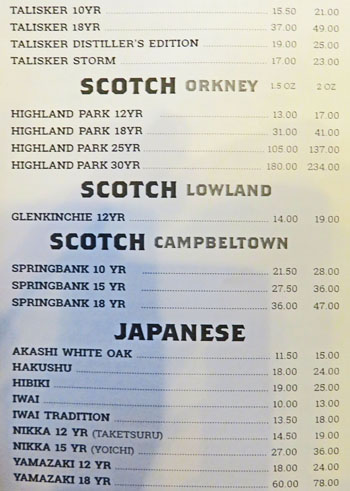 TALISKER 10YR 15.50 21.00
TALISKER 18YR 37.00 49.00
TALISKER DISTILLER'S EDITION 19.00 25.00
TALISKER STORM 17.00 23.00
SCOTCH ORKNEY 1.5 OZ 2 OZ
HIGHLAND PARK 12YR 13.00 17.00
HIGHLAND PARK 18YR 31.00 41.00
HIGHLAND PARK 25YR 105.00 137.00
HIGHLAND PARK 30YR 180.00 234.00
SCOTCH LOWLAND
GLENKINCHIE 12YR 14.00 19.00
SCOTCH CAMPBELTOWN
SPRINGBANK 10 YR 21.50 28.00
SPRINGBANK 15 YR 27.50 36.00
SPRINGBANK 18 YR 36.00 47.00
JAPANESE
AKASHI WHITE OAK 11.50 15.00
HAKUSHU 18.00 24.00
HIBIKI 19.00 25.00
IWAI 10.00 13.00
IWAI TRADITION 13.50 18.00
NIKKA 12 YR (TAKETSURU) 14.50 19.00
NIKKA 15 YR (YOICHI) 27.00 36.00
YAMAZAKI 12 YR 18.00 24.00
YAMAZAKI 18 YR 60.00 78.00